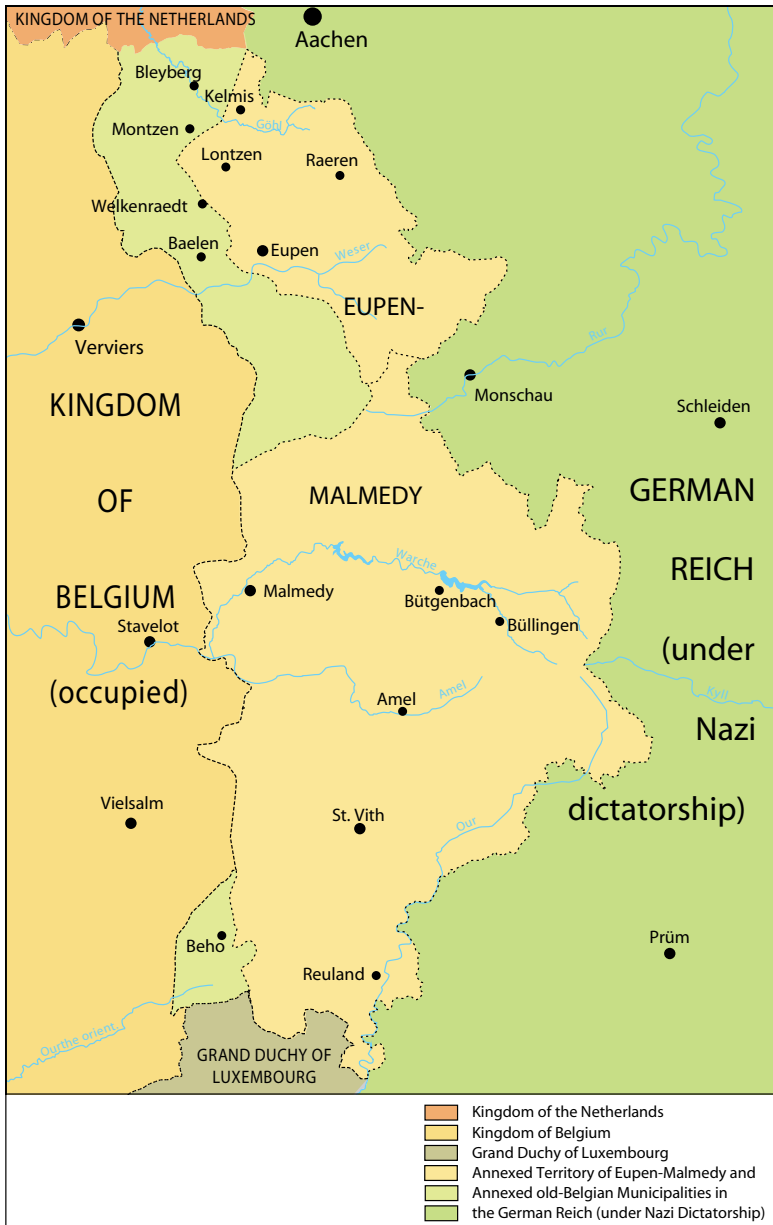 KINGDOM OF THE NETHERLANDS
Aachen
Bleyberg
Kelmis
Göhl
Montzen
Lontzen
Raeren
Welkenraedt
Baelen
Eupen
Weser
EUPEN-
Rur
Verviers
Monschau
KINGDOM
Schleiden
OF
MALMEDY
GERMAN
Warche
REICH
BELGIUM
Malmedy
Bütgenbach
Stavelot
Büllingen
(under
(occupied)
Amel
Amel
Kyll
Nazi
Vielsalm
St. Vith
Our
dictatorship)
Beho
Prüm
Reuland
Ourthe orient
GRAND DUCHY OF
LUXEMBOURG
Kingdom of the Netherlands
Kingdom of Belgium
Grand Duchy of Luxembourg
Annexed Territory of Eupen-Malmedy and
Annexed old-Belgian Municipalities in
the German Reich (under Nazi Dictatorship)